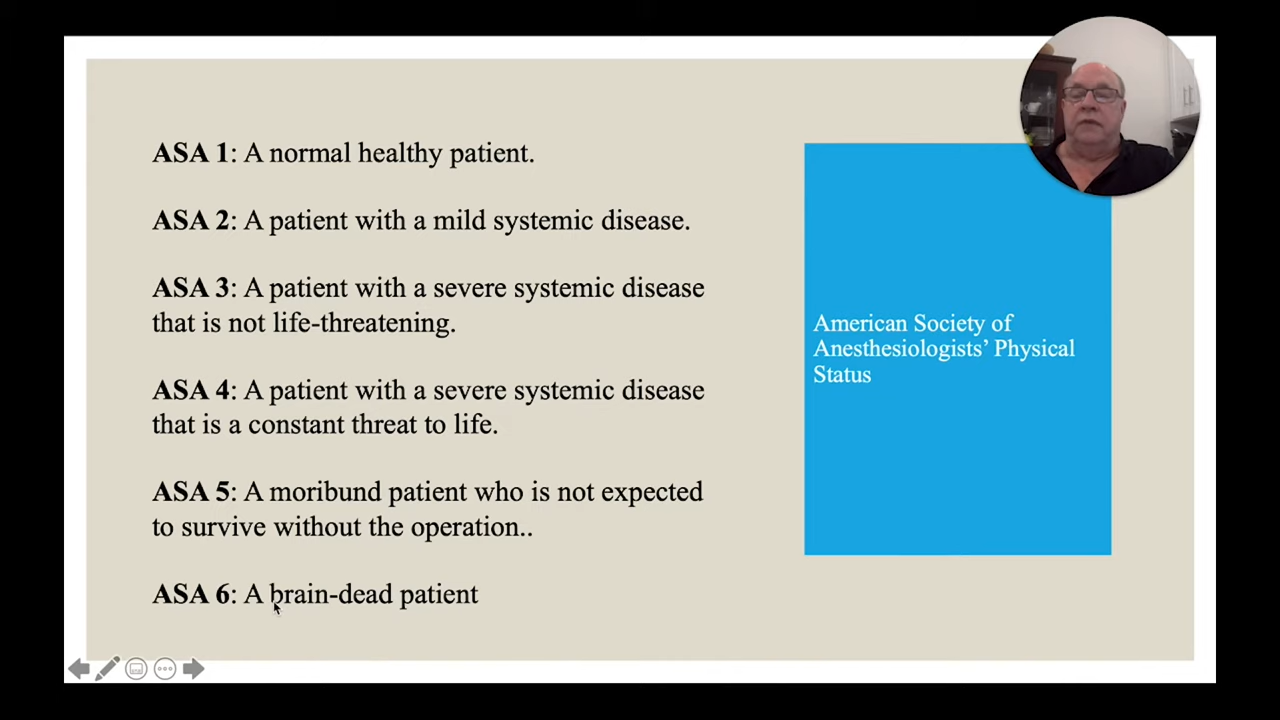 ASA 1: A normal healthy patient.
ASA 2: A patient with a mild systemic disease.
ASA 3: A patient with a severe systemic disease
that is not life-threatening.
ASA 4: A patient with a severe systemic disease
that is a constant threat to life.
ASA 5: A moribund patient who is not expected
to survive without the operation..
ASA 6: A brain-dead patient
American Society of
Anesthesiologists’ Physical
Status